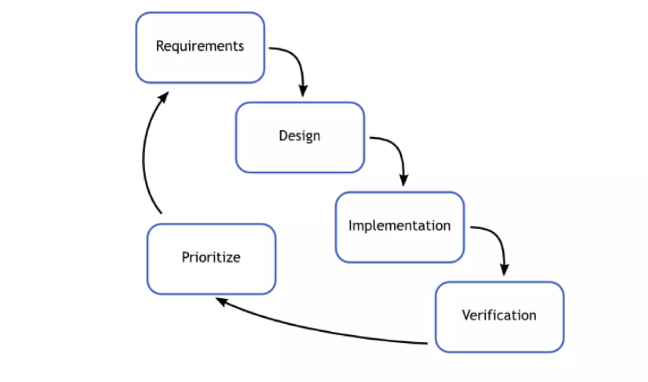 Requirements
Design
Implementation
Prioritize
Verification